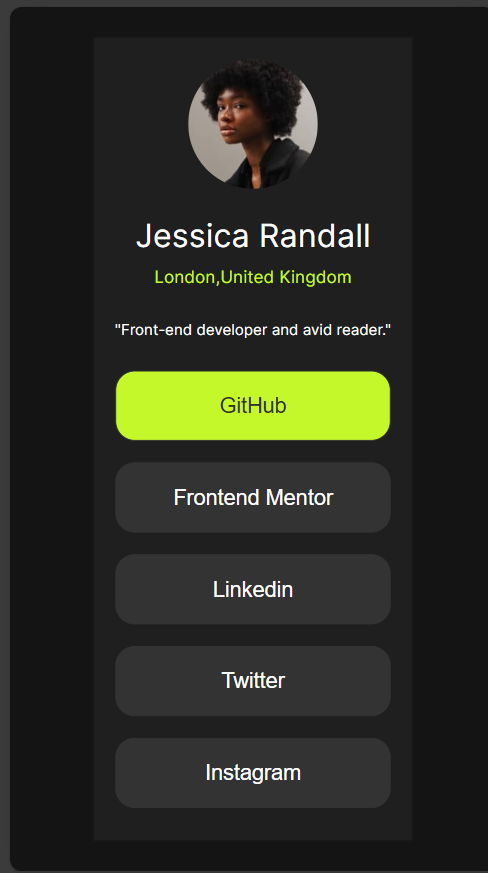 Jessica Randall
London,United Kingdom
"Front-end developer and avid reader."
GitHub
Frontend Mentor
Linkedin
Twitter
Instagram